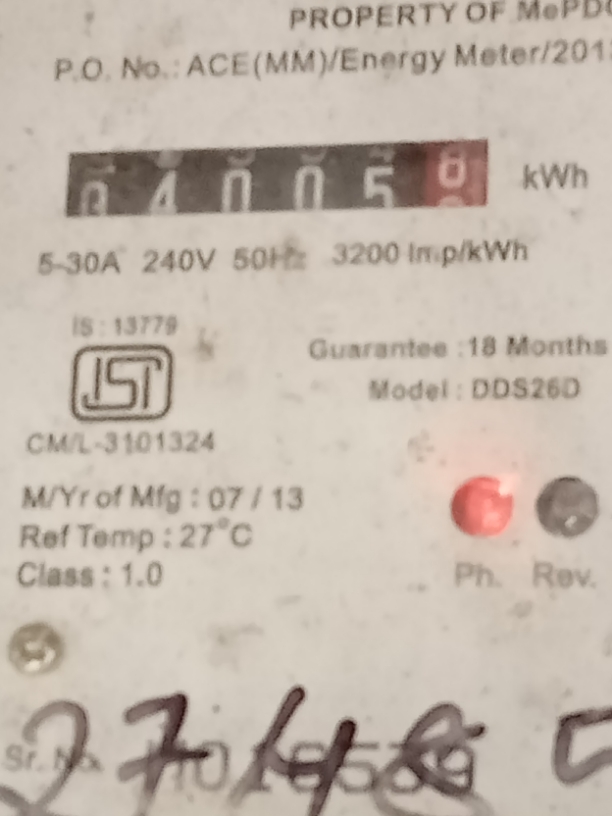 PROPERTY OF MePDC
P.O. No.: ACE(MM)/Energy Meter/201
04005 8 kWh
5-30A 240V 50Hz 3200 Imp/kWh
IS : 13779
ISI
Guarantee : 18 Months
Model : DDS26D
CM/L-3101324
M/Yr of Mfg : 07 / 13
Ref Temp : 27°C
Class : 1.0
Ph. Rev.
Sr. No.